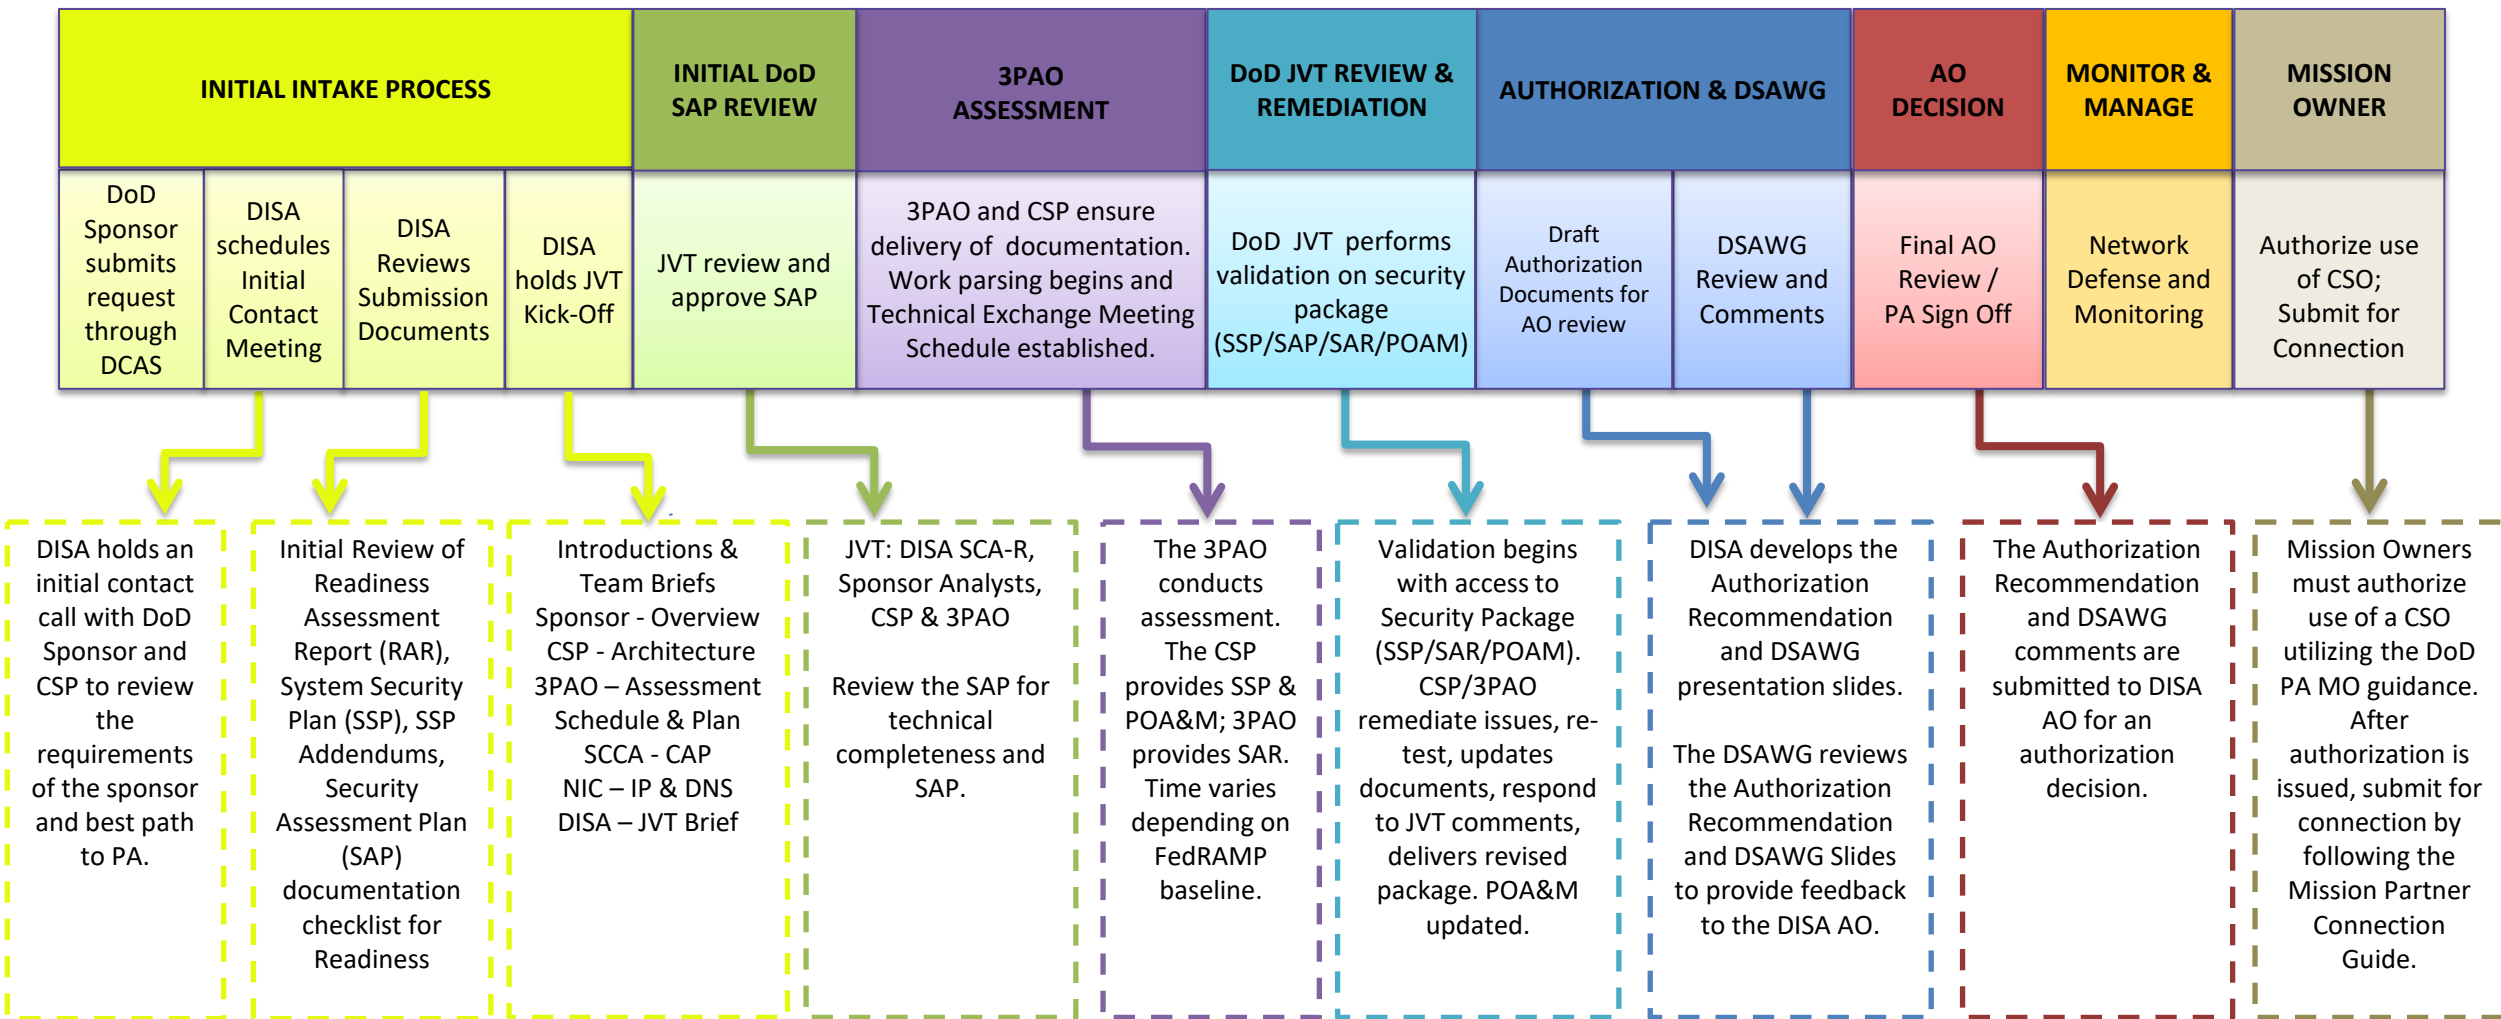 INITIAL INTAKE PROCESS
INITIAL DoD
SAP REVIEW
3PAO
ASSESSMENT
DoD JVT REVIEW &
REMEDIATION
AUTHORIZATION & DSAWG
AO
DECISION
MONITOR &
MANAGE
MISSION
OWNER
DoD
Sponsor
submits
request
through
DCAS
DISA
schedules
Initial
Contact
Meeting
DISA
Reviews
Submission
Documents
DISA
holds JVT
Kick-Off
JVT review and
approve SAP
3PAO and CSP ensure
delivery of documentation.
Work parsing begins and
Technical Exchange Meeting
Schedule established.
DoD JVT performs
validation on security
package
(SSP/SAP/SAR/POAM)
Draft
Authorization
Documents for
AO review
DSAWG
Review and
Comments
Final AO
Review /
PA Sign Off
Network
Defense and
Monitoring
Authorize use
of CSO;
Submit for
Connection
DISA holds an
initial contact
call with DoD
Sponsor and
CSP to review
the
requirements
of the sponsor
and best path
to PA.
Initial Review of
Readiness
Assessment
Report (RAR),
System Security
Plan (SSP), SSP
Addendums,
Security
Assessment Plan
(SAP)
documentation
checklist for
Readiness
Introductions &
Team Briefs
Sponsor - Overview
CSP - Architecture
3PAO – Assessment
Schedule & Plan
SCCA - CAP
NIC – IP & DNS
DISA – JVT Brief
JVT: DISA SCA-R,
Sponsor Analysts,
CSP & 3PAO
Review the SAP for
technical
completeness and
SAP.
The 3PAO
conducts
assessment.
The CSP
provides SSP &
POA&M; 3PAO
provides SAR.
Time varies
depending on
FedRAMP
baseline.
Validation begins
with access to
Security Package
(SSP/SAR/POAM).
CSP/3PAO
remediate issues, re-
test, updates
documents, respond
to JVT comments,
delivers revised
package. POA&M
updated.
DISA develops the
Authorization
Recommendation
and DSAWG
presentation slides.
The DSAWG reviews
the Authorization
Recommendation
and DSAWG Slides
to provide feedback
to the DISA AO.
The Authorization
Recommendation
and DSAWG
comments are
submitted to DISA
AO for an
authorization
decision.
Mission Owners
must authorize
use of a CSO
utilizing the DoD
PA MO guidance.
After
authorization is
issued, submit for
connection by
following the
Mission Partner
Connection
Guide.